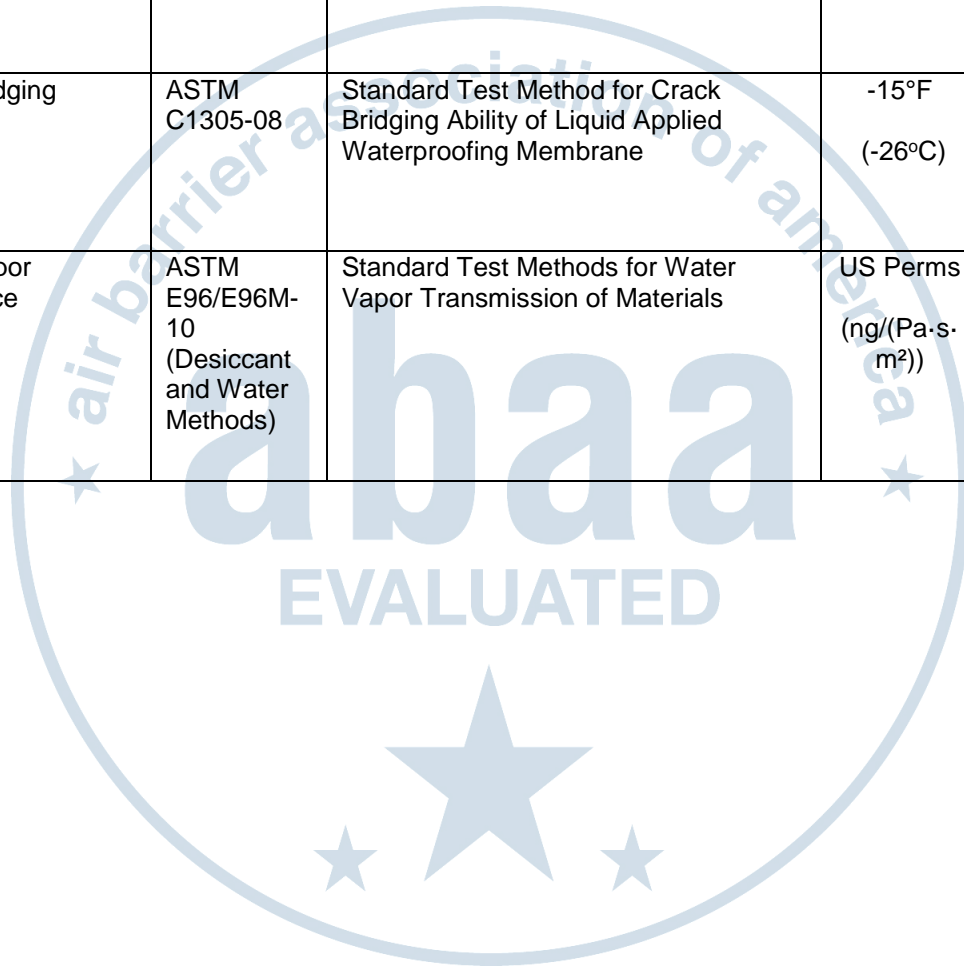 dging
ASTM
C1305-08
Standard Test Method for Crack
Bridging Ability of Liquid Applied
Waterproofing Membrane
-15°F
(-26°C)
oor
ce
ASTM
E96/E96M-
10
(Desiccant
and Water
Methods)
Standard Test Methods for Water
Vapor Transmission of Materials
US Perms
(ng/(Pa·s·
m²))
air barrier association of america
abaa
EVALUATED